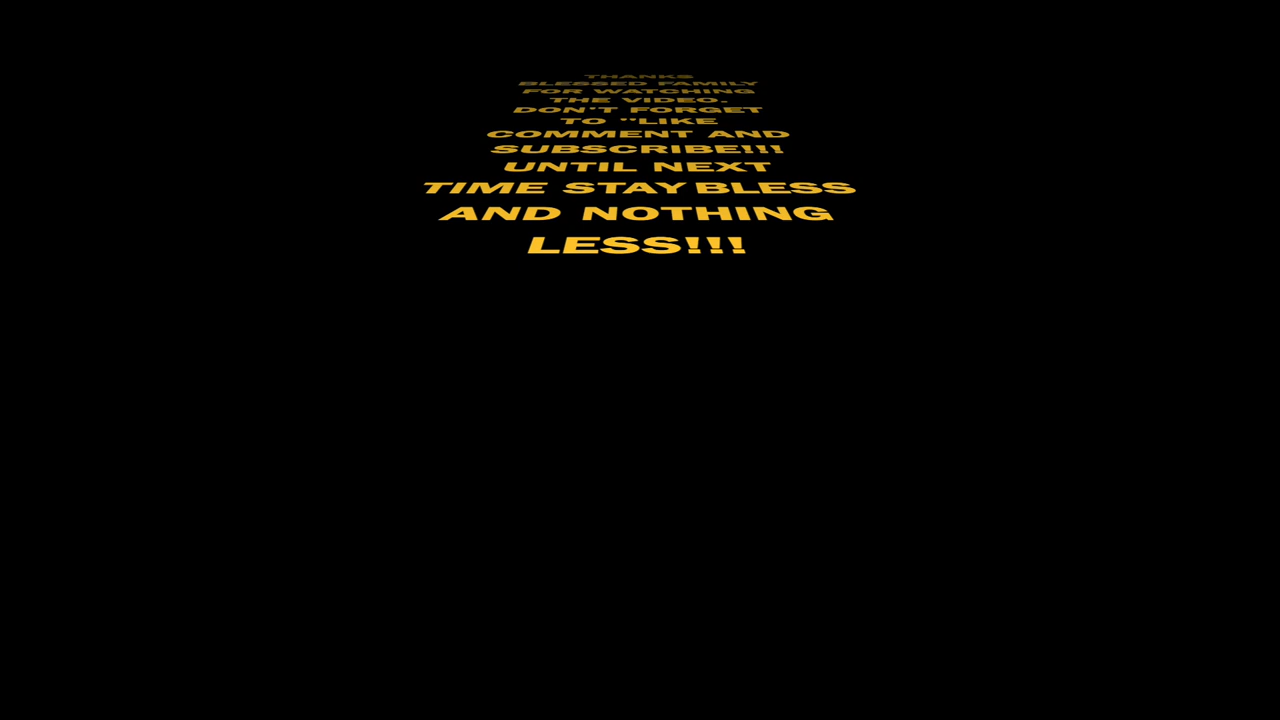 THANKS
BLESSED FAMILY
FOR WATCHING
THE VIDEO.
DON'T FORGET
TO "LIKE
COMMENT AND
SUBSCRIBE!!!
UNTIL NEXT
TIME STAY BLESS
AND NOTHING
LESS!!!